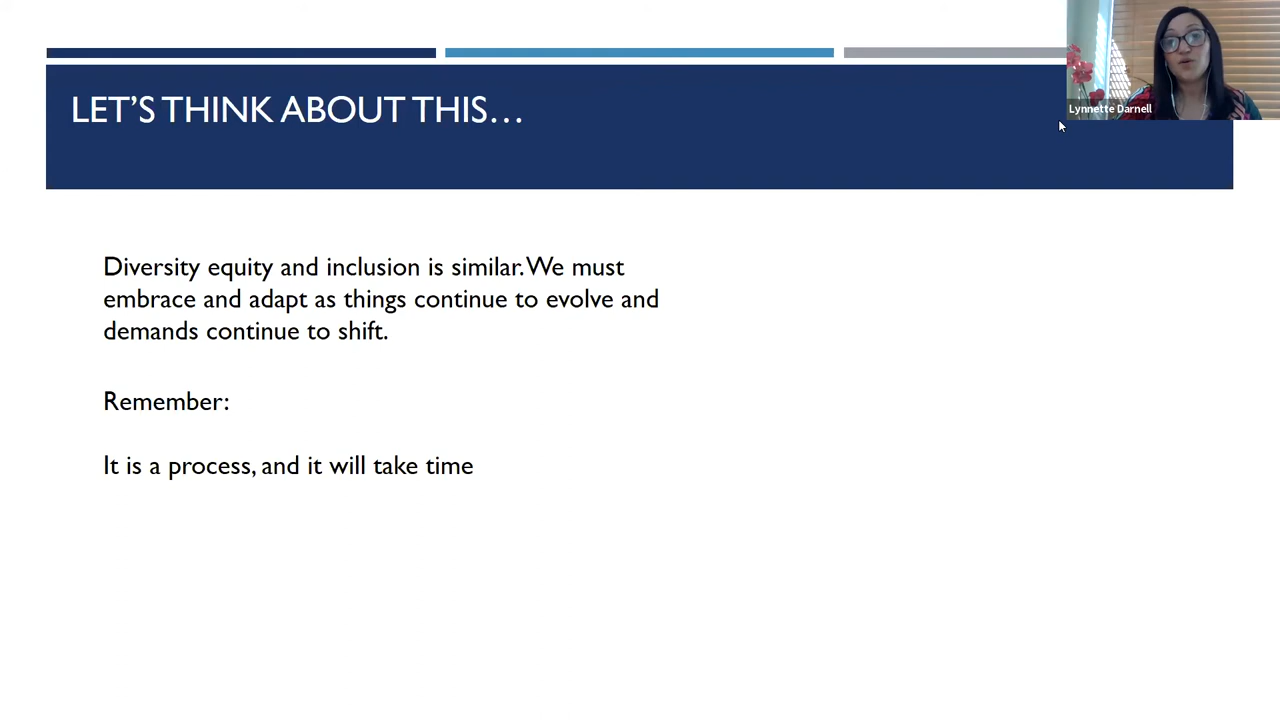 LET'S THINK ABOUT THIS…
Lynnette Darnell
Diversity equity and inclusion is similar. We must
embrace and adapt as things continue to evolve and
demands continue to shift.
Remember:
It is a process, and it will take time